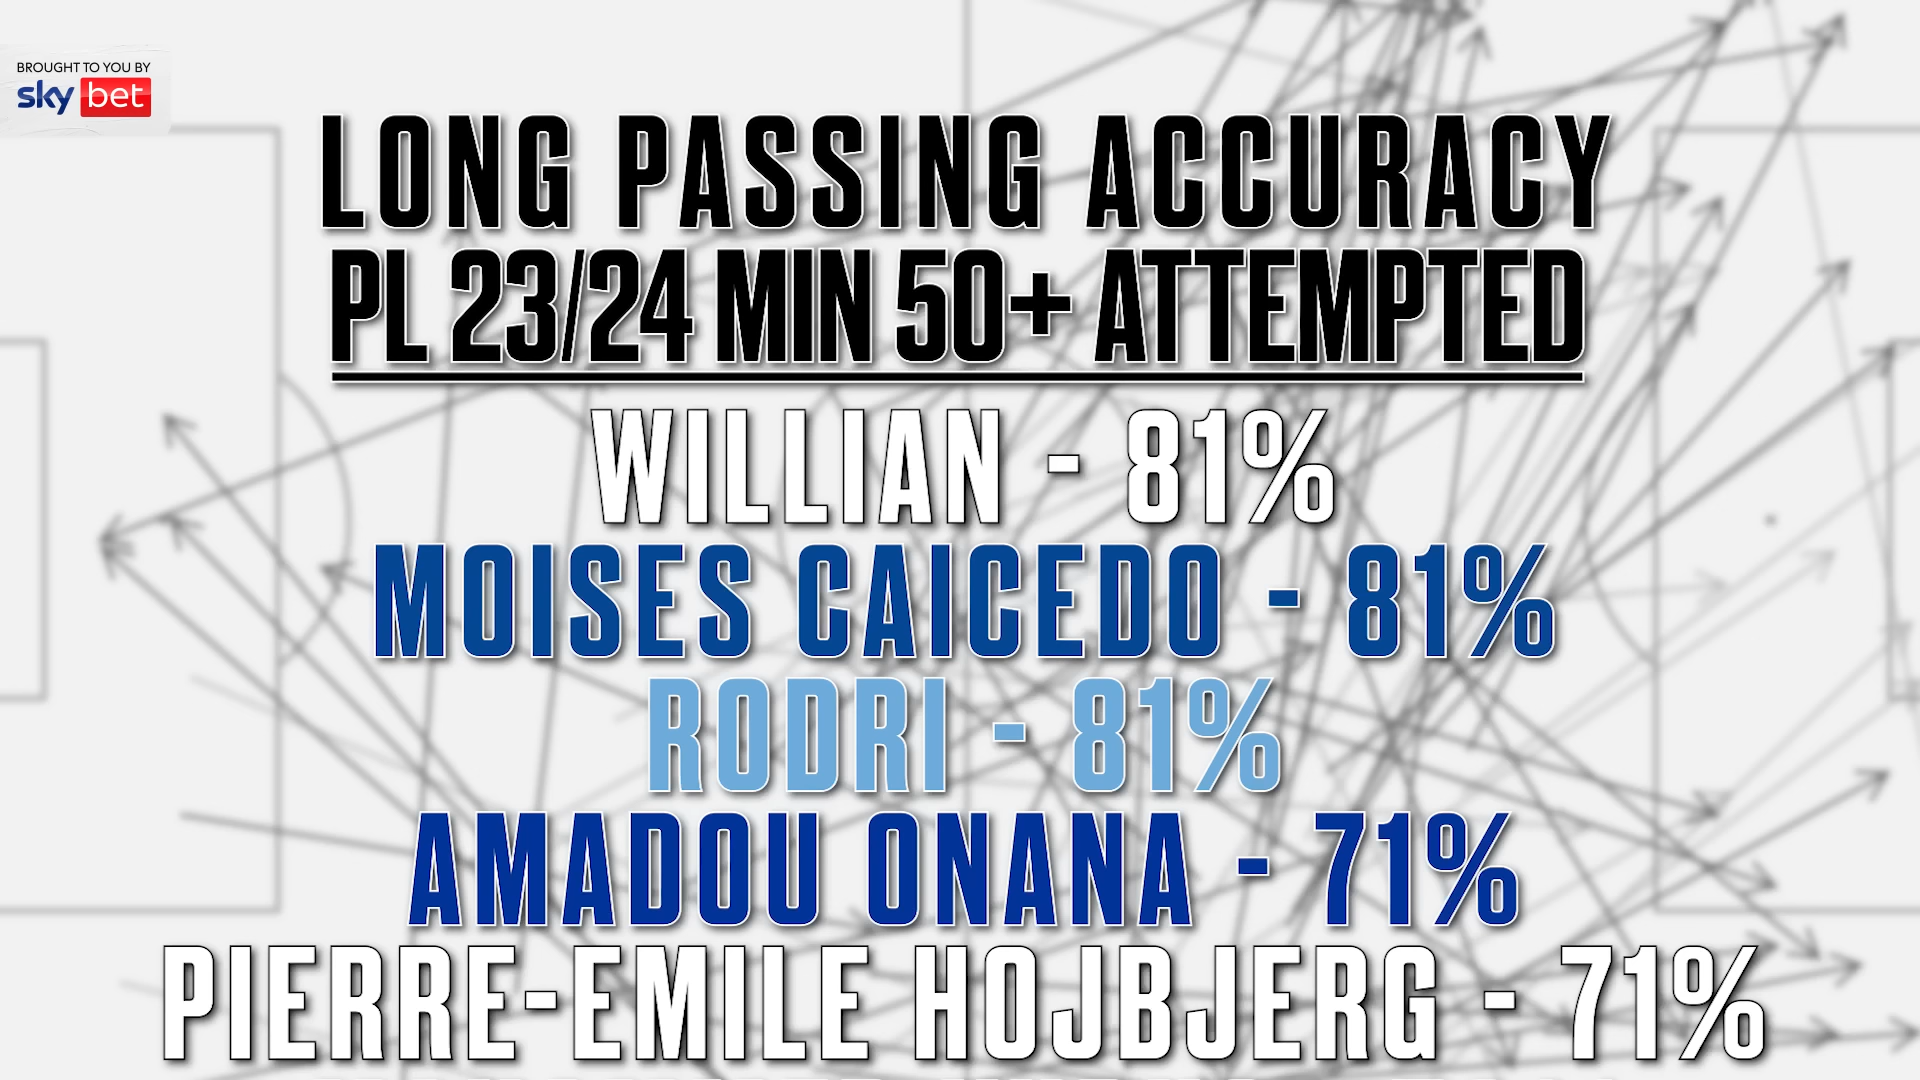 BROUGHT TO YOU BY
sky bet
LONG PASSING ACCURACY
PL 23/24 MIN 50+ ATTEMPTED
WILLIAN - 81%
MOISES CAICEDO - 81%
RODRI - 81%
AMADOU ONANA - 71%
PIERRE-EMILE HOJBJERG - 71%